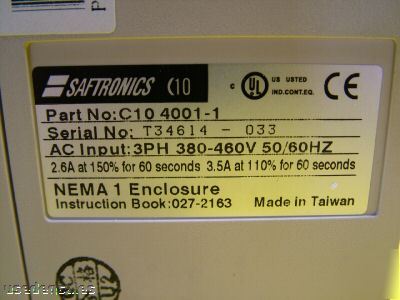 SAFTRONICS C10
C UL US LISTED
IND.CONT.EQ.
CE
Part No:C10 4001-1
Serial No: T34614 - 033
AC Input:3PH 380-460V 50/60HZ
2.6A at 150% for 60 seconds 3.5A at 110% for 60 seconds
NEMA 1 Enclosure
Instruction Book:027-2163 Made in Taiwan